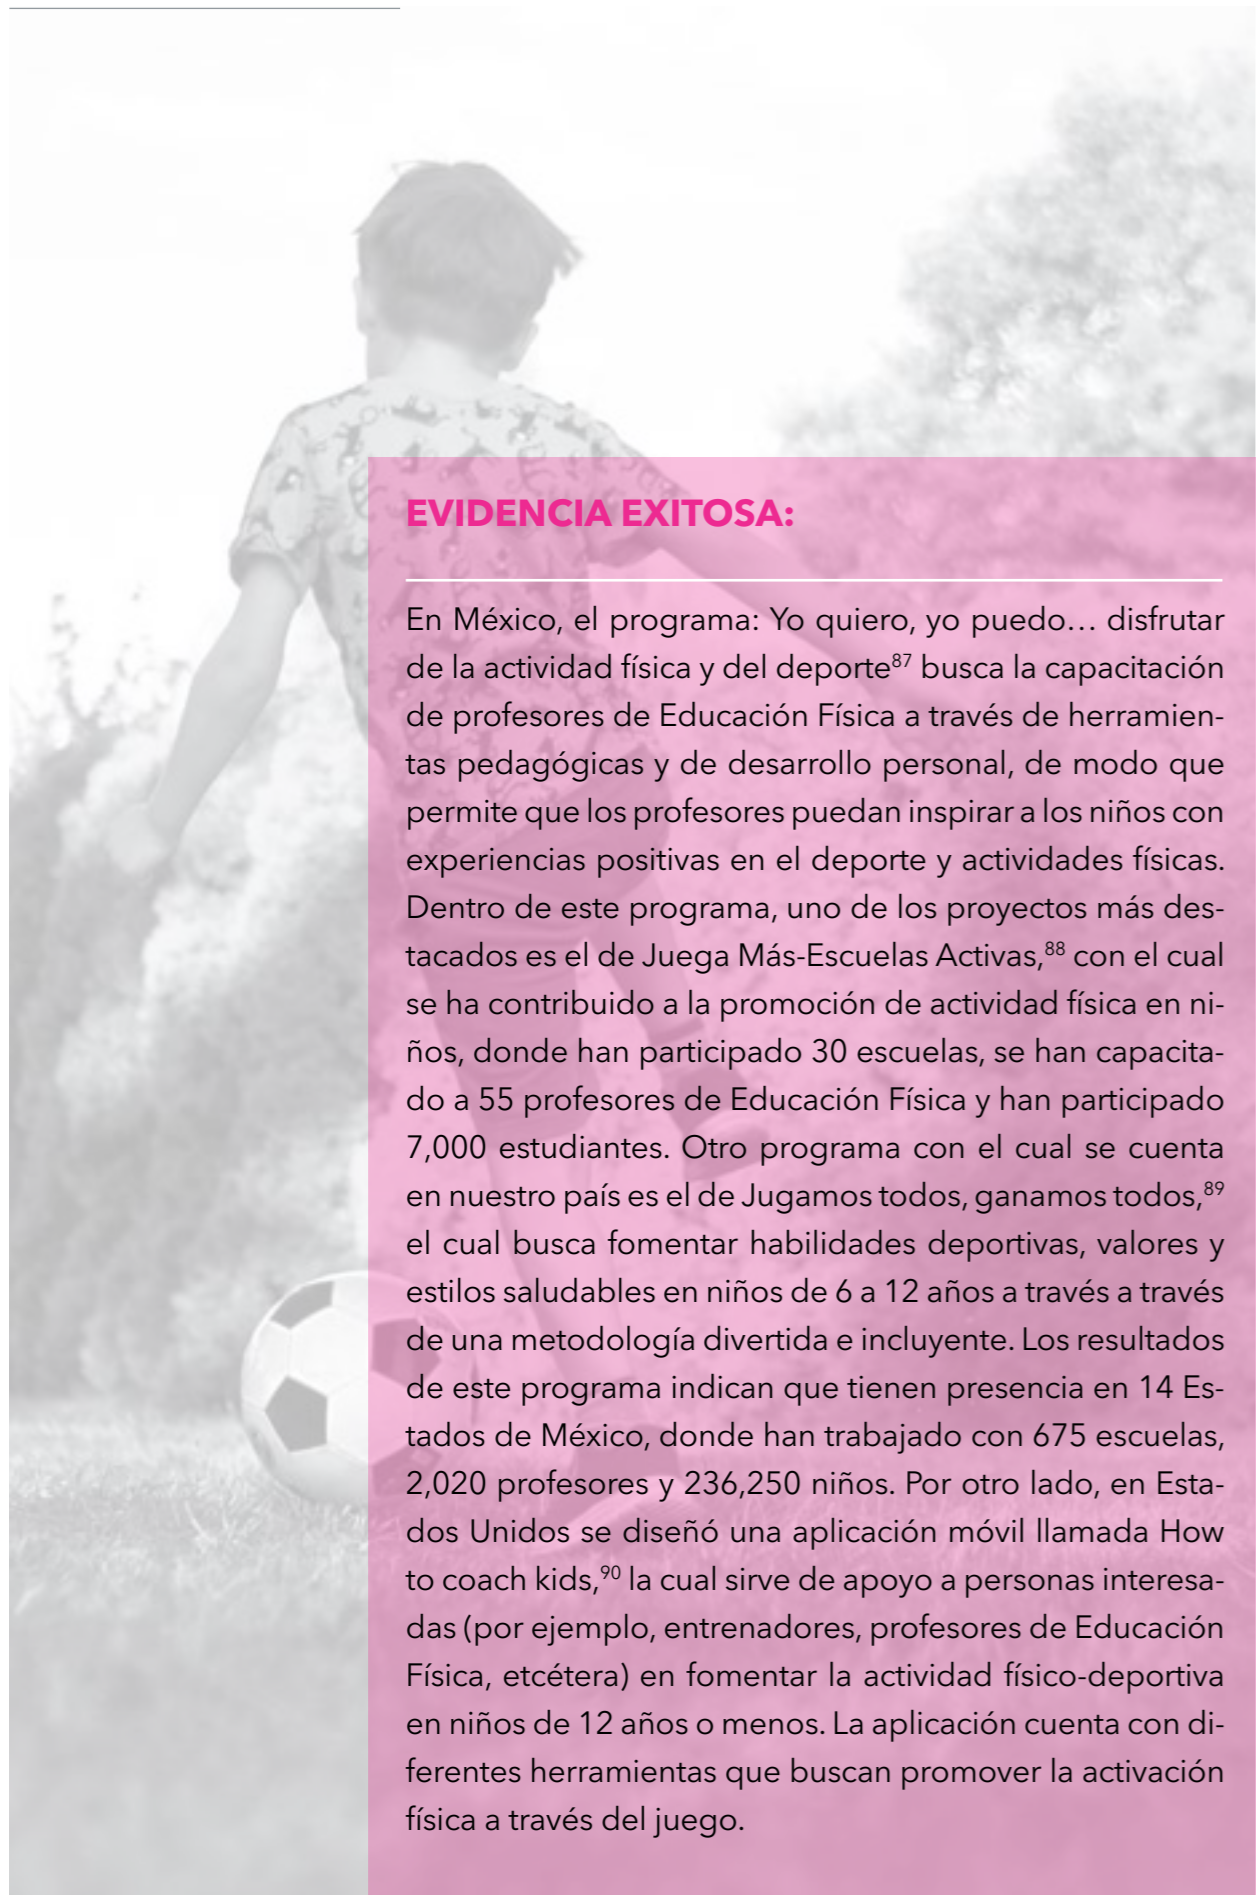 EVIDENCIA EXITOSA:
En México, el programa: Yo quiero, yo puedo… disfrutar
de la actividad física y del deporte⁸⁷ busca la capacitación
de profesores de Educación Física a través de herramien-
tas pedagógicas y de desarrollo personal, de modo que
permite que los profesores puedan inspirar a los niños con
experiencias positivas en el deporte y actividades físicas.
Dentro de este programa, uno de los proyectos más des-
tacados es el de Juega Más-Escuelas Activas,⁸⁸ con el cual
se ha contribuido a la promoción de actividad física en ni-
ños, donde han participado 30 escuelas, se han capacita-
do a 55 profesores de Educación Física y han participado
7,000 estudiantes. Otro programa con el cual se cuenta
en nuestro país es el de Jugamos todos, ganamos todos,⁸⁹
el cual busca fomentar habilidades deportivas, valores y
estilos saludables en niños de 6 a 12 años a través a través
de una metodología divertida e incluyente. Los resultados
de este programa indican que tienen presencia en 14 Es-
tados de México, donde han trabajado con 675 escuelas,
2,020 profesores y 236,250 niños. Por otro lado, en Esta-
dos Unidos se diseñó una aplicación móvil llamada How
to coach kids,⁹⁰ la cual sirve de apoyo a personas interesa-
das (por ejemplo, entrenadores, profesores de Educación
Física, etcétera) en fomentar la actividad físico-deportiva
en niños de 12 años o menos. La aplicación cuenta con di-
ferentes herramientas que buscan promover la activación
física a través del juego.